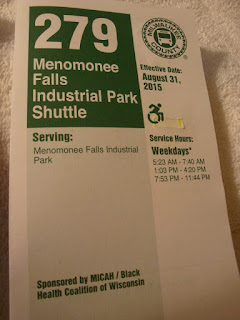 279
MILWAUKEE
COUNTY
Menomonee
Falls
Industrial Park
Shuttle
Effective Date:
August 31,
2015
Serving:
Menomonee Falls Industrial
Park
Service Hours:
Weekdays*
5:23 AM - 7:40 AM
1:03 PM - 4:20 PM
7:53 PM - 11:44 PM
Sponsored by MICAH / Black
Health Coalition of Wisconsin